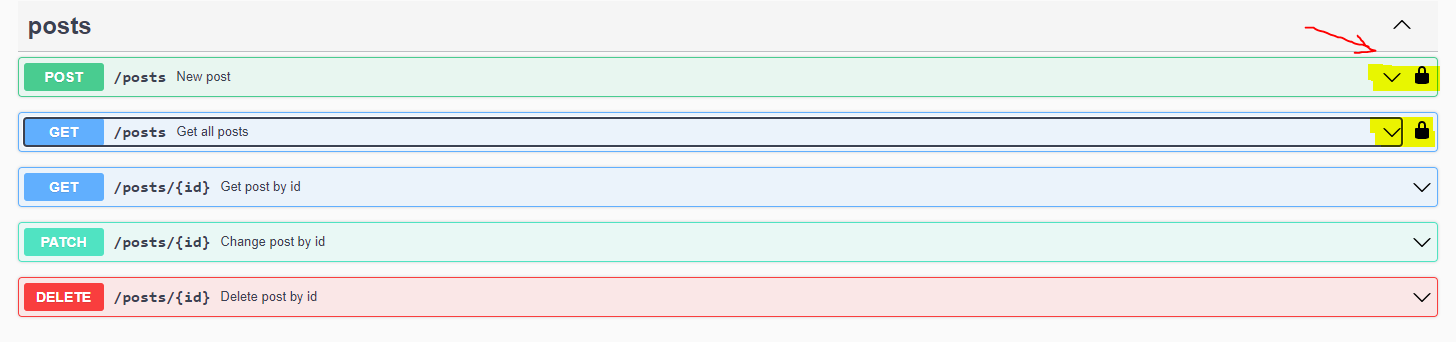 posts
POST /posts New post
GET /posts Get all posts
GET /posts/{id} Get post by id
PATCH /posts/{id} Change post by id
DELETE /posts/{id} Delete post by id